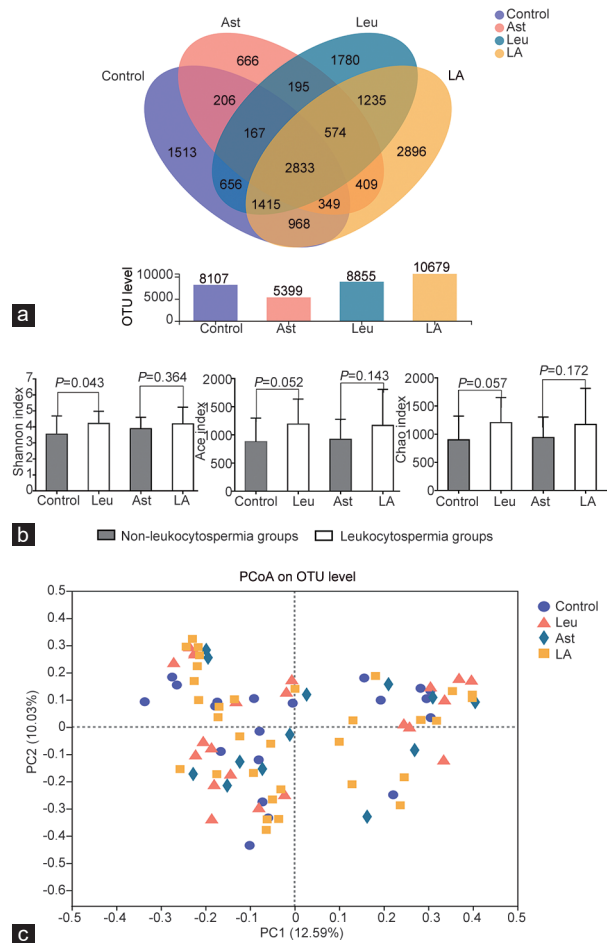 Control
Ast
Leu
LA
Ast
Leu
Control
LA
666
1780
195
206
1235
167
574
1513
2833
2896
656
409
1415
349
968
OTU level
10000
5000
0
8107
5399
8855
10679
Control
Ast
Leu
LA
a
Shannon index
7
6
5
4
3
2
1
0
P=0.043
P=0.364
Control
Leu
Ast
LA
Ace index
2000
1500
1000
500
0
P=0.052
P=0.143
Control
Leu
Ast
LA
Chao index
2000
1500
1000
500
0
P=0.057
P=0.172
Control
Leu
Ast
LA
b
Non-leukocytospermia groups
Leukocytospermia groups
PCoA on OTU level
PC2 (10.03%)
0.5
0.4
0.3
0.2
0.1
0
-0.1
-0.2
-0.3
-0.4
-0.5
-0.6
Control
Leu
Ast
LA
-0.5
-0.4
-0.3
-0.2
-0.1
0
0.1
0.2
0.3
0.4
0.5
PC1 (12.59%)
c